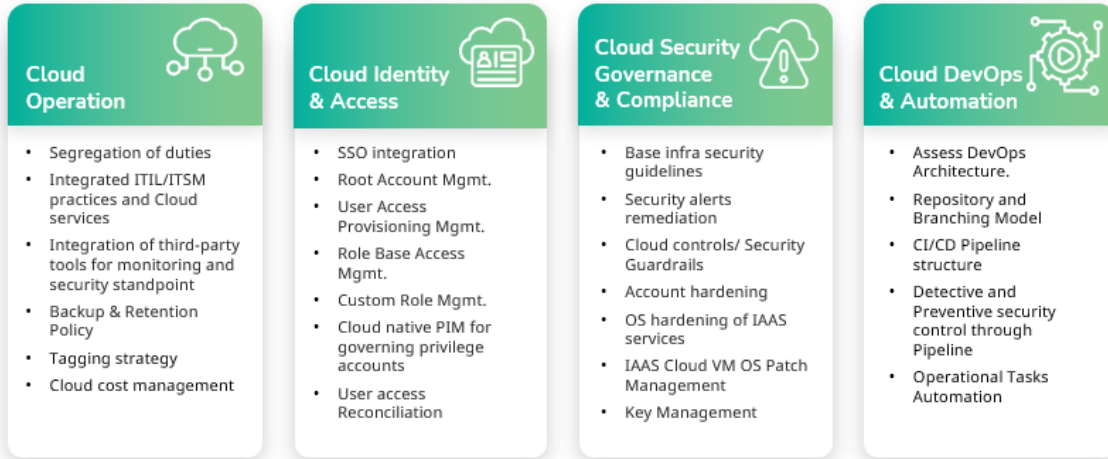 Cloud
Operation
• Segregation of duties
• Integrated ITIL/ITSM
practices and Cloud
services
• Integration of third-party
tools for monitoring and
security standpoint
• Backup & Retention
Policy
• Tagging strategy
• Cloud cost management
Cloud Identity
& Access
• SSO integration
• Root Account Mgmt.
• User Access
Provisioning Mgmt.
• Role Base Access
Mgmt.
• Custom Role Mgmt.
• Cloud native PIM for
governing privilege
accounts
• User access
Reconciliation
Cloud Security
Governance
& Compliance
• Base infra security
guidelines
• Security alerts
remediation
• Cloud controls/ Security
Guardrails
• Account hardening
• OS hardening of IAAS
services
• IAAS Cloud VM OS Patch
Management
• Key Management
Cloud DevOps
& Automation
• Assess DevOps
Architecture.
• Repository and
Branching Model
• CI/CD Pipeline
structure
• Detective and
Preventive security
control through
Pipeline
• Operational Tasks
Automation